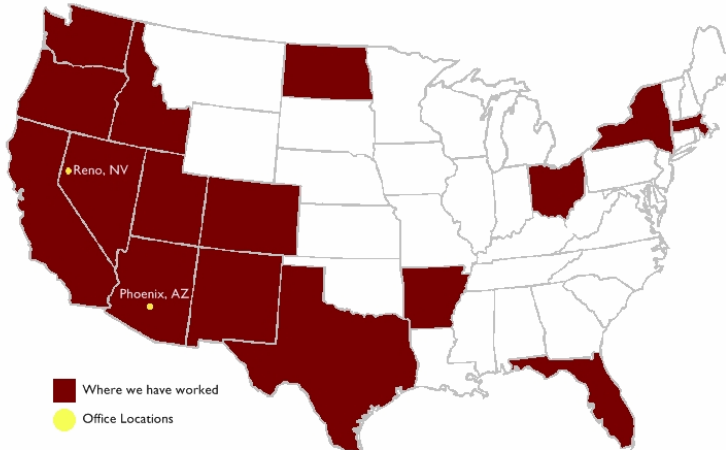 Reno, NV
Phoenix, AZ
Where we have worked
Office Locations